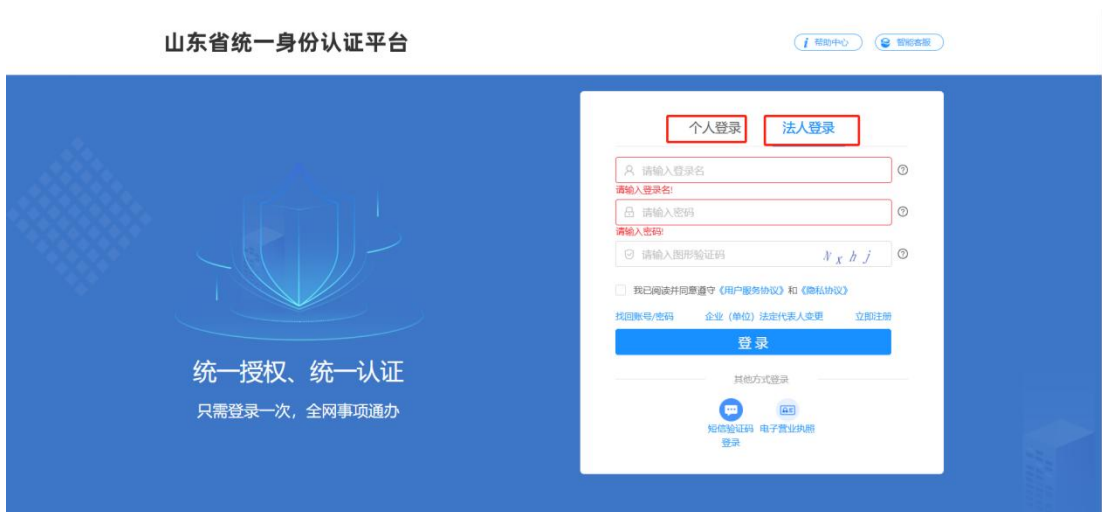 山东省统一身份认证平台
帮助中心
智能客服
个人登录
法人登录
请输入登录名
请输入登录名!
请输入密码
请输入密码!
请输入图形验证码
Nxhj
我已阅读并同意遵守《用户服务协议》和《隐私协议》
找回账号/密码
企业（单位）法定代表人变更
立即注册
登录
统一授权、统一认证
只需登录一次，全网事项通办
其他方式登录
短信验证码
登录
电子营业执照